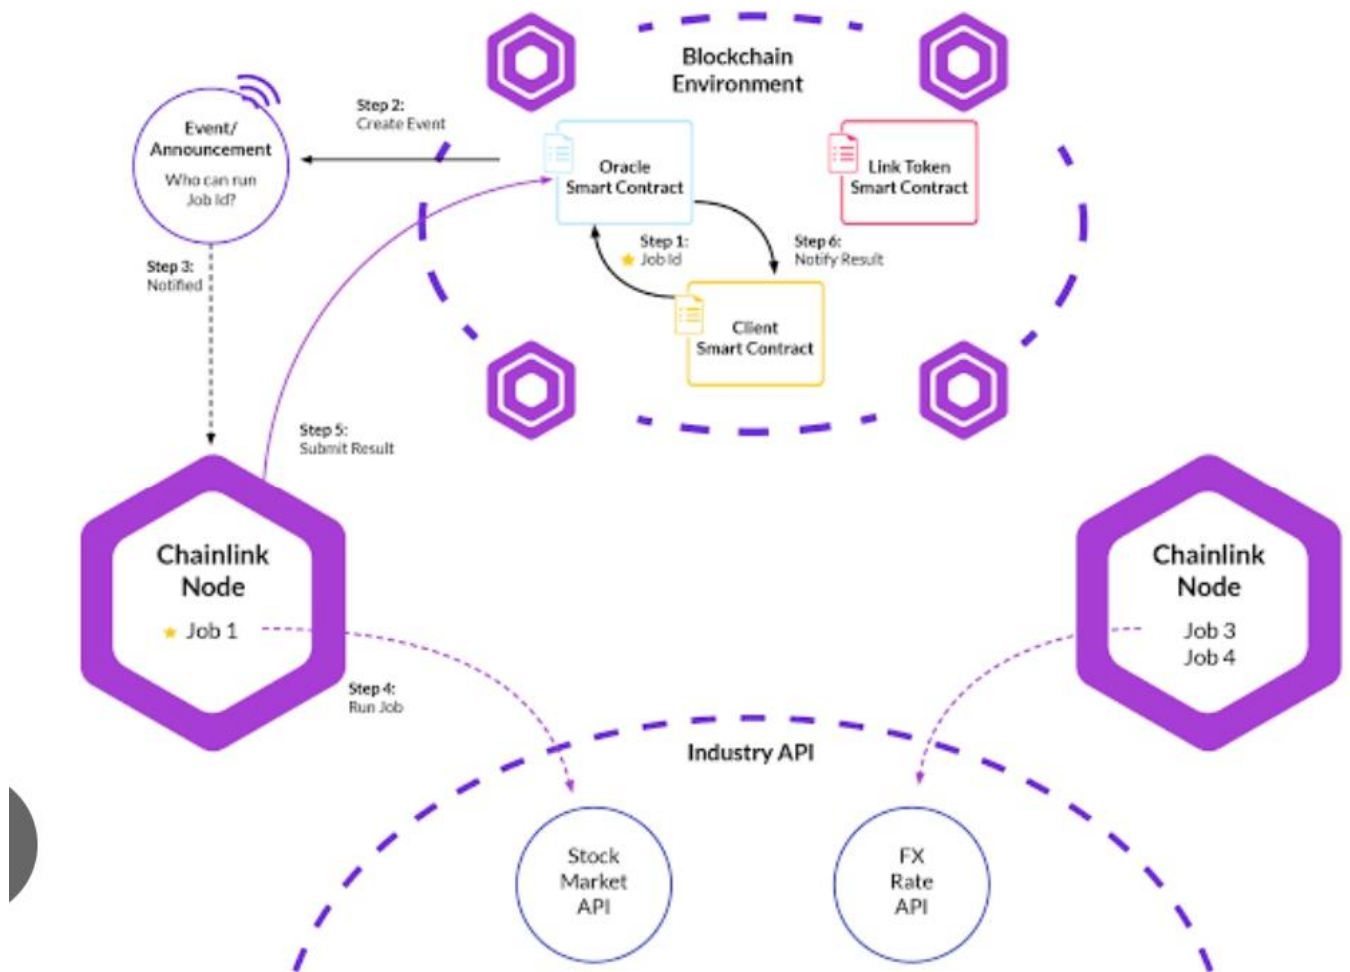 Blockchain
Environment
Step 2:
Create Event
Event/
Announcement
Who can run
Job Id?
Oracle
Smart Contract
Link Token
Smart Contract
Step 1:
Job Id
Step 6:
Notify Result
Step 3:
Notified
Client
Smart Contract
Step 5:
Submit Result
Chainlink
Node
Job 1
Chainlink
Node
Job 3
Job 4
Step 4:
Run Job
Industry API
Stock
Market
API
FX
Rate
API